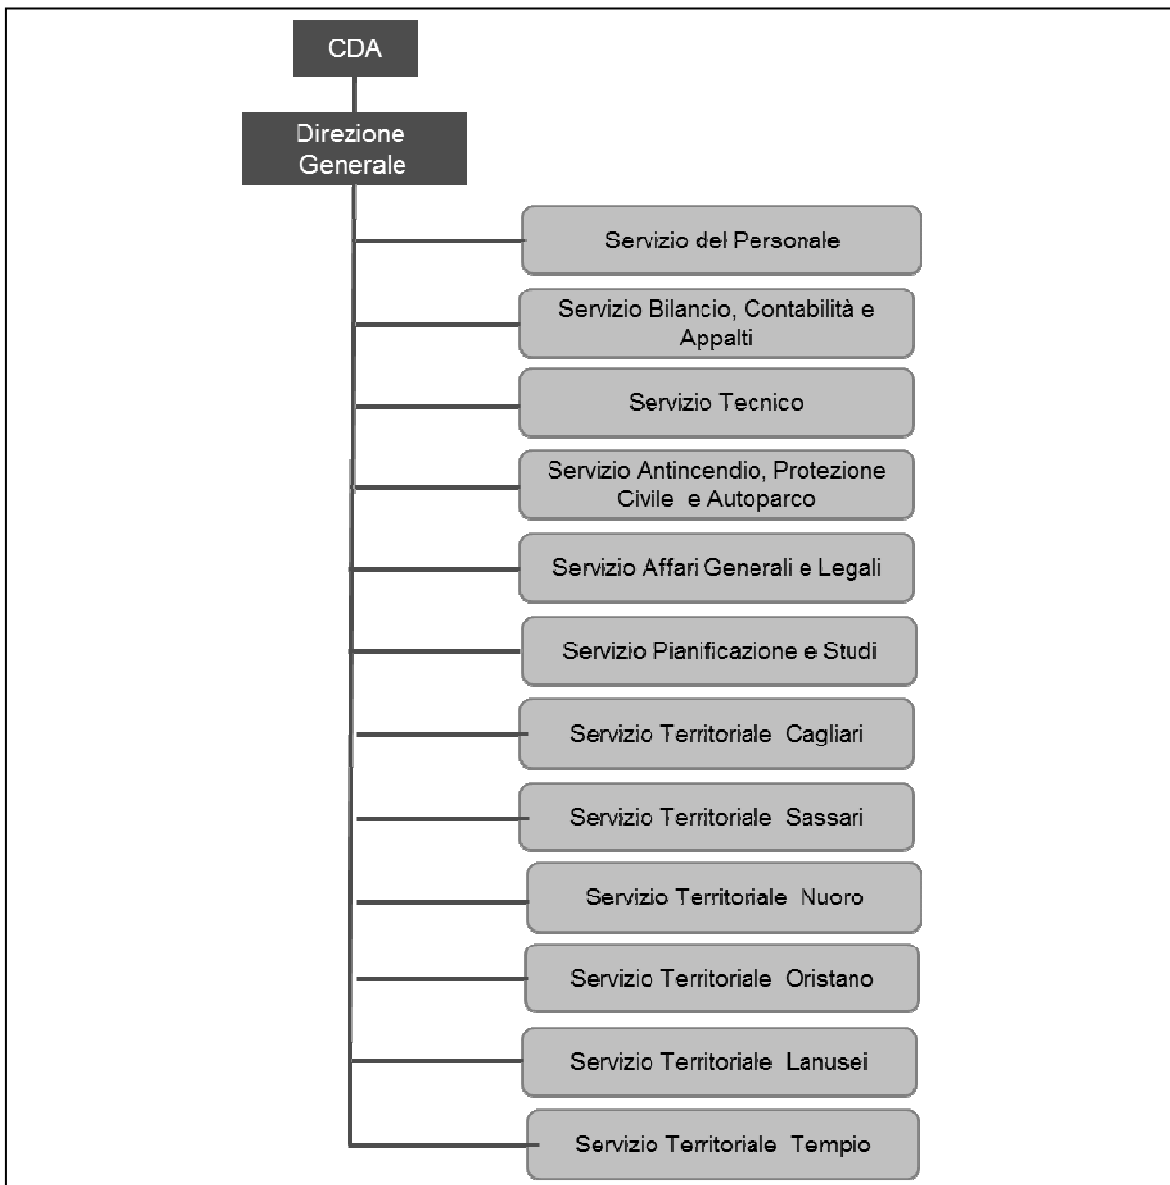 CDA
Direzione
Generale
Servizio del Personale
Servizio Bilancio, Contabilità e
Appalti
Servizio Tecnico
Servizio Antincendio, Protezione
Civile e Autoparco
Servizio Affari Generali e Legali
Servizio Pianificazione e Studi
Servizio Territoriale Cagliari
Servizio Territoriale Sassari
Servizio Territoriale Nuoro
Servizio Territoriale Oristano
Servizio Territoriale Lanusei
Servizio Territoriale Tempio